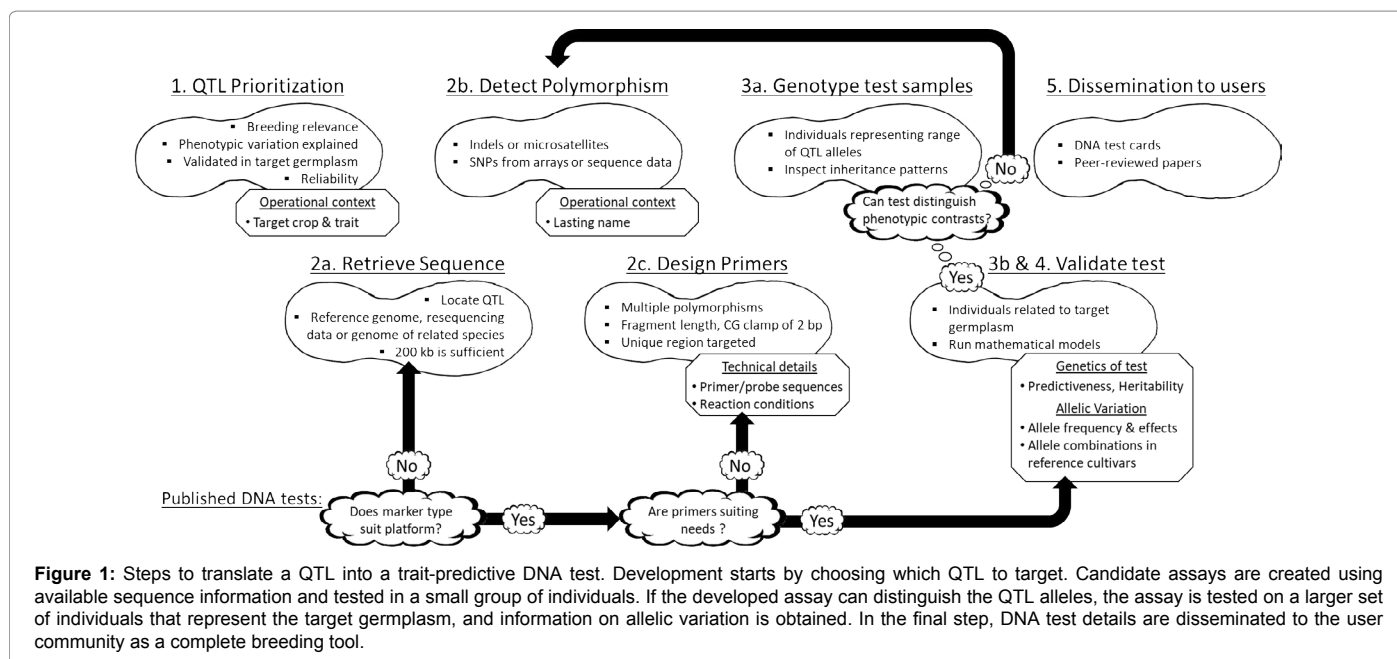 1. QTL Prioritization
▪ Breeding relevance
▪ Phenotypic variation explained
▪ Validated in target germplasm
▪ Reliability
Operational context
• Target crop & trait
2b. Detect Polymorphism
▪ Indels or microsatellites
▪ SNPs from arrays or sequence data
Operational context
• Lasting name
3a. Genotype test samples
▪ Individuals representing range
of QTL alleles
▪ Inspect inheritance patterns
Can test distinguish
phenotypic contrasts?
No
Yes
5. Dissemination to users
▪ DNA test cards
▪ Peer-reviewed papers
2a. Retrieve Sequence
▪ Locate QTL
▪ Reference genome, resequencing
data or genome of related species
▪ 200 kb is sufficient
2c. Design Primers
▪ Multiple polymorphisms
▪ Fragment length, CG clamp of 2 bp
▪ Unique region targeted
Technical details
• Primer/probe sequences
• Reaction conditions
3b & 4. Validate test
▪ Individuals related to target
germplasm
▪ Run mathematical models
Genetics of test
• Predictiveness, Heritability
Allelic Variation
• Allele frequency & effects
• Allele combinations in
reference cultivars
No
No
Published DNA tests:
Does marker type
suit platform?
Yes
Are primers suiting
needs ?
Yes
Figure 1: Steps to translate a QTL into a trait-predictive DNA test. Development starts by choosing which QTL to target. Candidate assays are created using
available sequence information and tested in a small group of individuals. If the developed assay can distinguish the QTL alleles, the assay is tested on a larger set
of individuals that represent the target germplasm, and information on allelic variation is obtained. In the final step, DNA test details are disseminated to the user
community as a complete breeding tool.